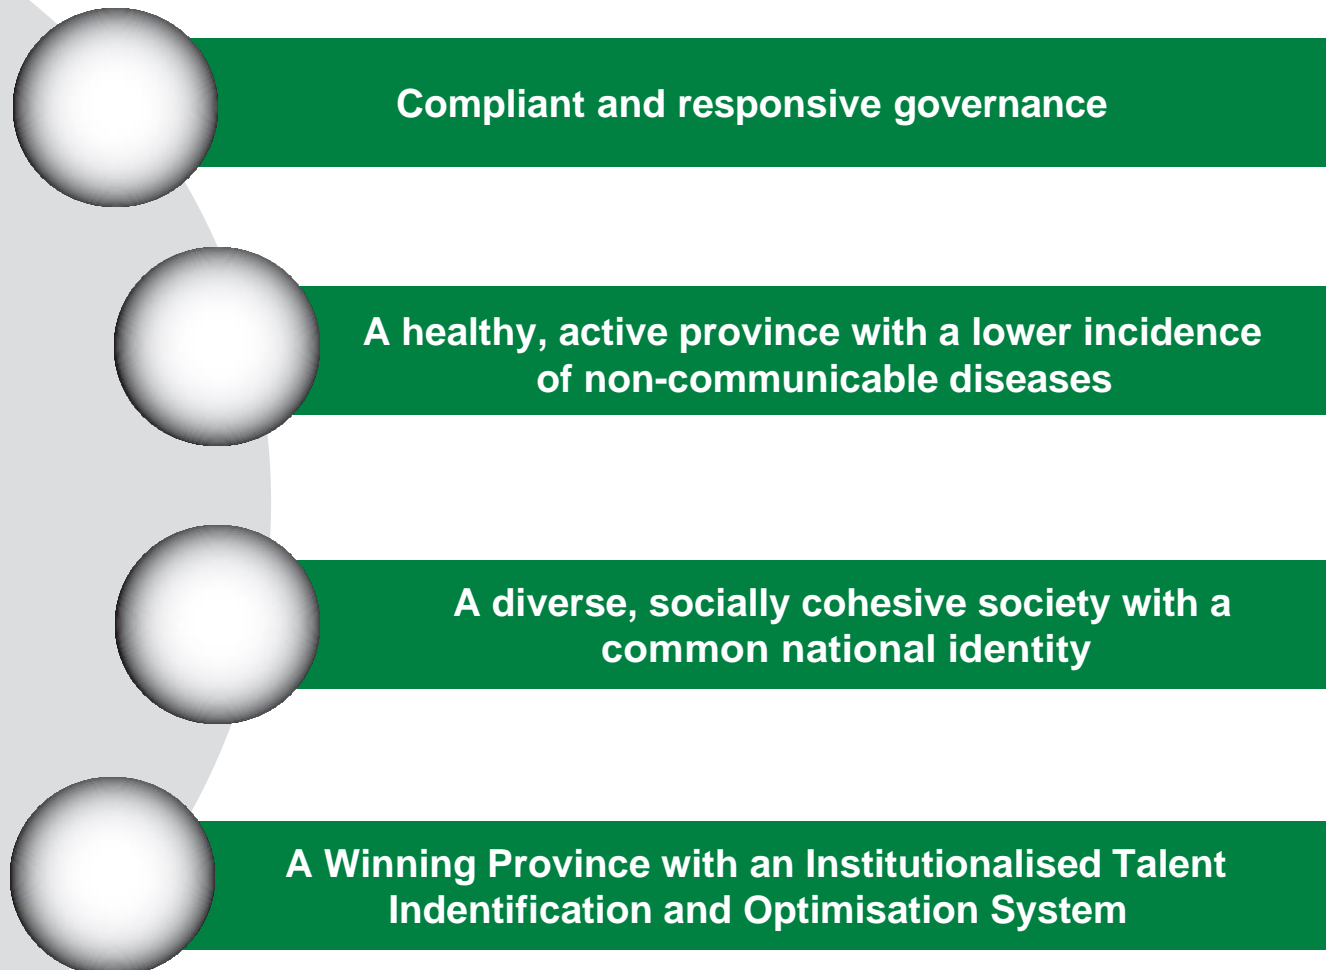 Compliant and responsive governance
A healthy, active province with a lower incidence
of non-communicable diseases
A diverse, socially cohesive society with a
common national identity
A Winning Province with an Institutionalised Talent
Indentification and Optimisation System